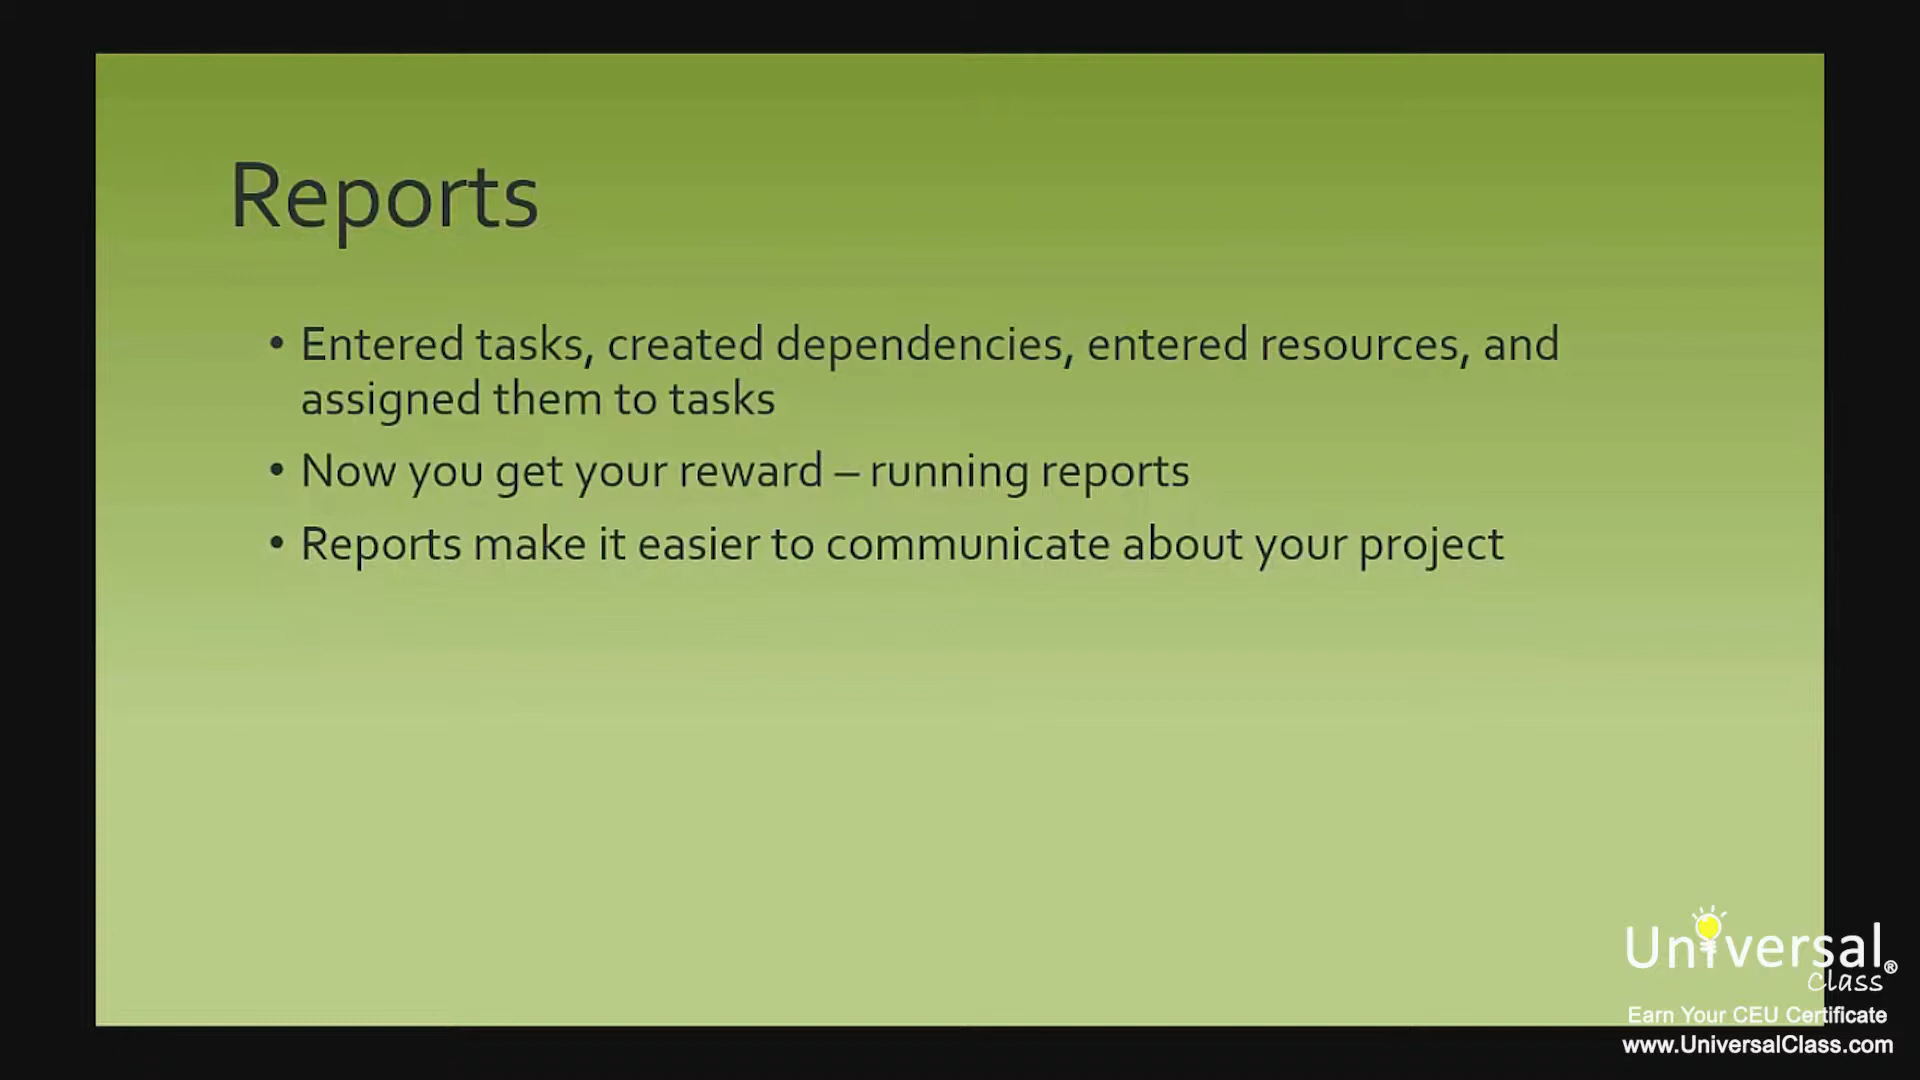 Reports
• Entered tasks, created dependencies, entered resources, and
assigned them to tasks
• Now you get your reward – running reports
• Reports make it easier to communicate about your project
Universal®
Class
Earn Your CEU Certificate
www.UniversalClass.com